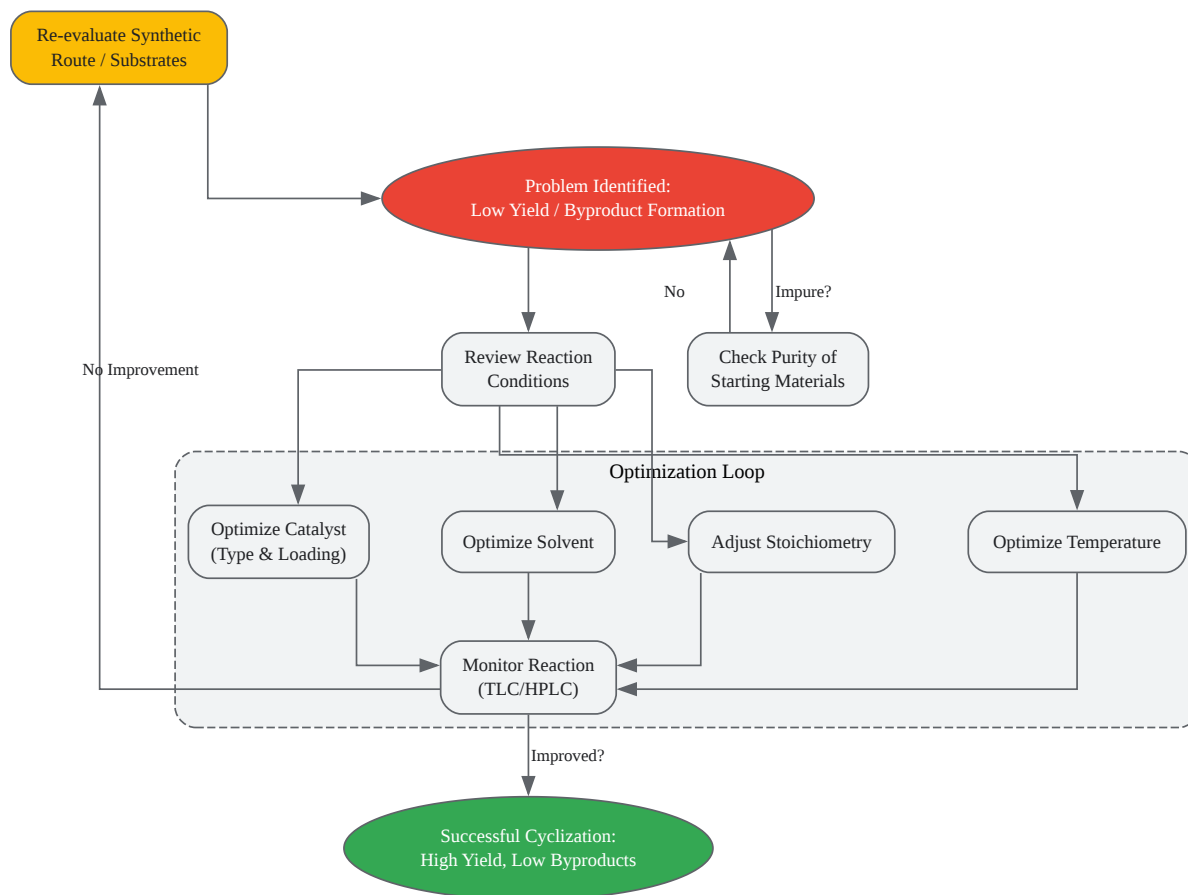 Re-evaluate Synthetic
Route / Substrates
Problem Identified:
Low Yield / Byproduct Formation
No
Impure?
Review Reaction
Conditions
Check Purity of
Starting Materials
No Improvement
Optimization Loop
Optimize Catalyst
(Type & Loading)
Optimize Solvent
Adjust Stoichiometry
Optimize Temperature
Monitor Reaction
(TLC/HPLC)
Improved?
Successful Cyclization:
High Yield, Low Byproducts